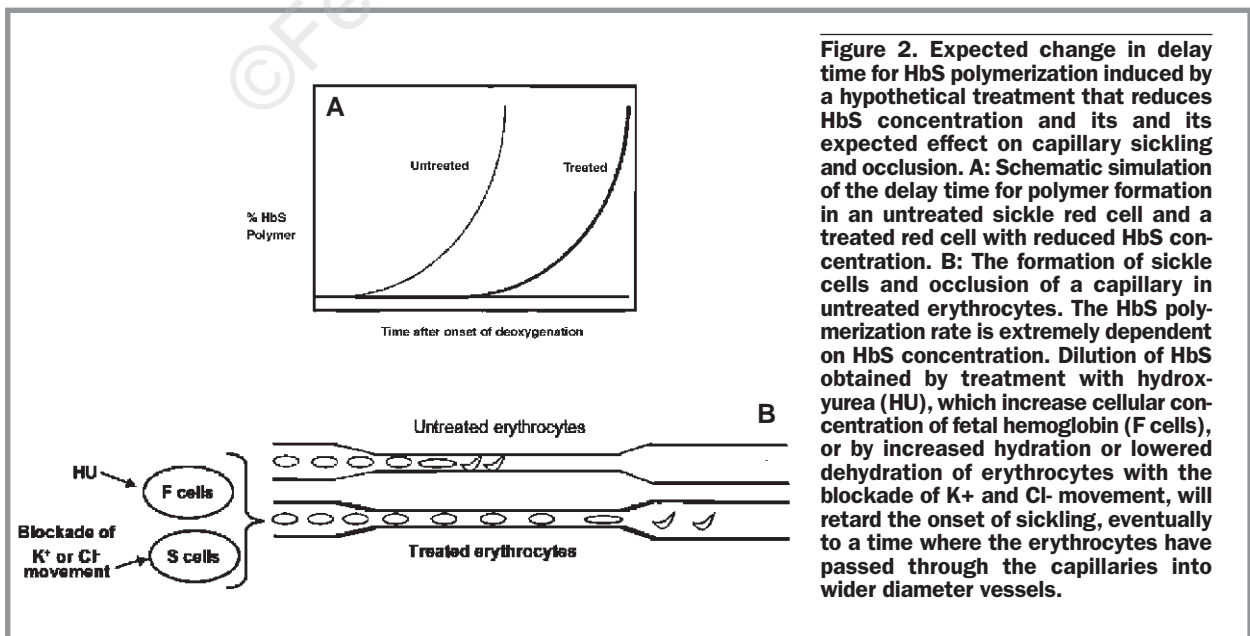 ©Fe
A
Untreated
Treated
% HbS
Polymer
Time after onset of deoxygenation
B
Untreated erythrocytes
HU
F cells
Blockade of
K+ or Cl-
movement
S cells
Treated erythrocytes
Figure 2. Expected change in delay
time for HbS polymerization induced by
a hypothetical treatment that reduces
HbS concentration and its and its
expected effect on capillary sickling
and occlusion. A: Schematic simulation
of the delay time for polymer formation
in an untreated sickle red cell and a
treated red cell with reduced HbS con-
centration. B: The formation of sickle
cells and occlusion of a capillary in
untreated erythrocytes. The HbS poly-
merization rate is extremely dependent
on HbS concentration. Dilution of HbS
obtained by treatment with hydrox-
yurea (HU), which increase cellular con-
centration of fetal hemoglobin (F cells),
or by increased hydration or lowered
dehydration of erythrocytes with the
blockade of K+ and Cl- movement, will
retard the onset of sickling, eventually
to a time where the erythrocytes have
passed through the capillaries into
wider diameter vessels.